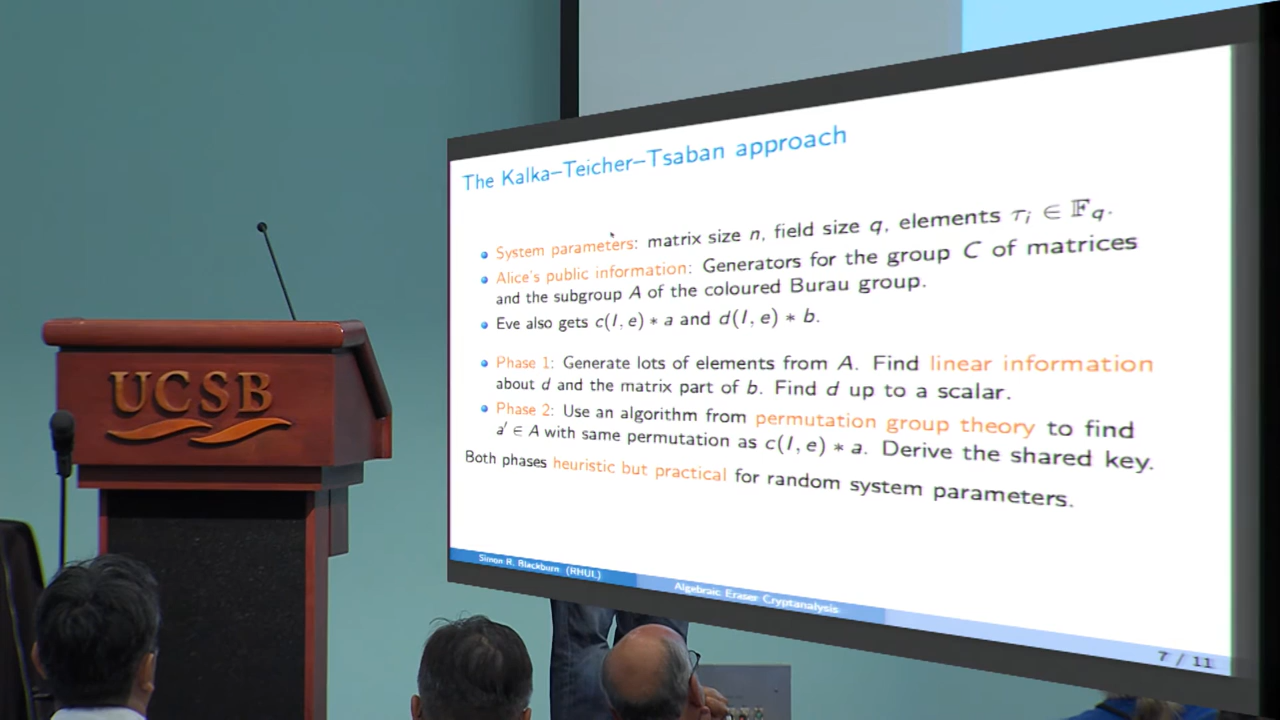 UCSB
The Kalka–Teicher–Tsaban approach
System parameters: matrix size n, field size q, elements τᵢ ∈ 𝔽_q.
Alice's public information: Generators for the group C of matrices
and the subgroup A of the coloured Burau group.
Eve also gets c(I, e) * a and d(I, e) * b.
Phase 1: Generate lots of elements from A. Find linear information
about d and the matrix part of b. Find d up to a scalar.
Phase 2: Use an algorithm from permutation group theory to find
a′ ∈ A with same permutation as c(I, e) * a. Derive the shared key.
Both phases heuristic but practical for random system parameters.
Simon R. Blackburn (RHUL)
Algebraic Eraser Cryptanalysis
7 / 11